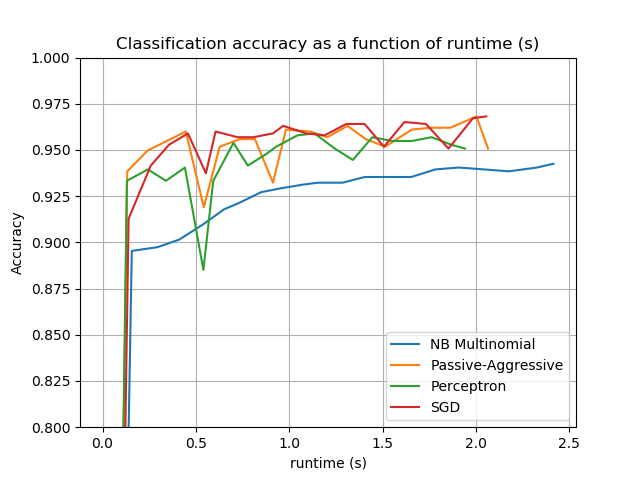 Classification accuracy as a function of runtime (s)
1.000
0.975
0.950
0.925
0.900
0.875
0.850
0.825
0.800
Accuracy
NB Multinomial
Passive-Aggressive
Perceptron
SGD
0.0 0.5 1.0 1.5 2.0 2.5
runtime (s)